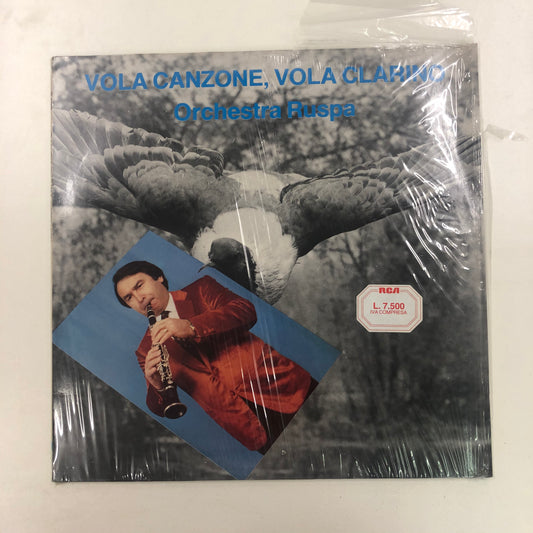 VOLA CANZONE, VOLA CLARINO
Orchestra Ruspa
RCA
L. 7.500
IVA COMPRESA